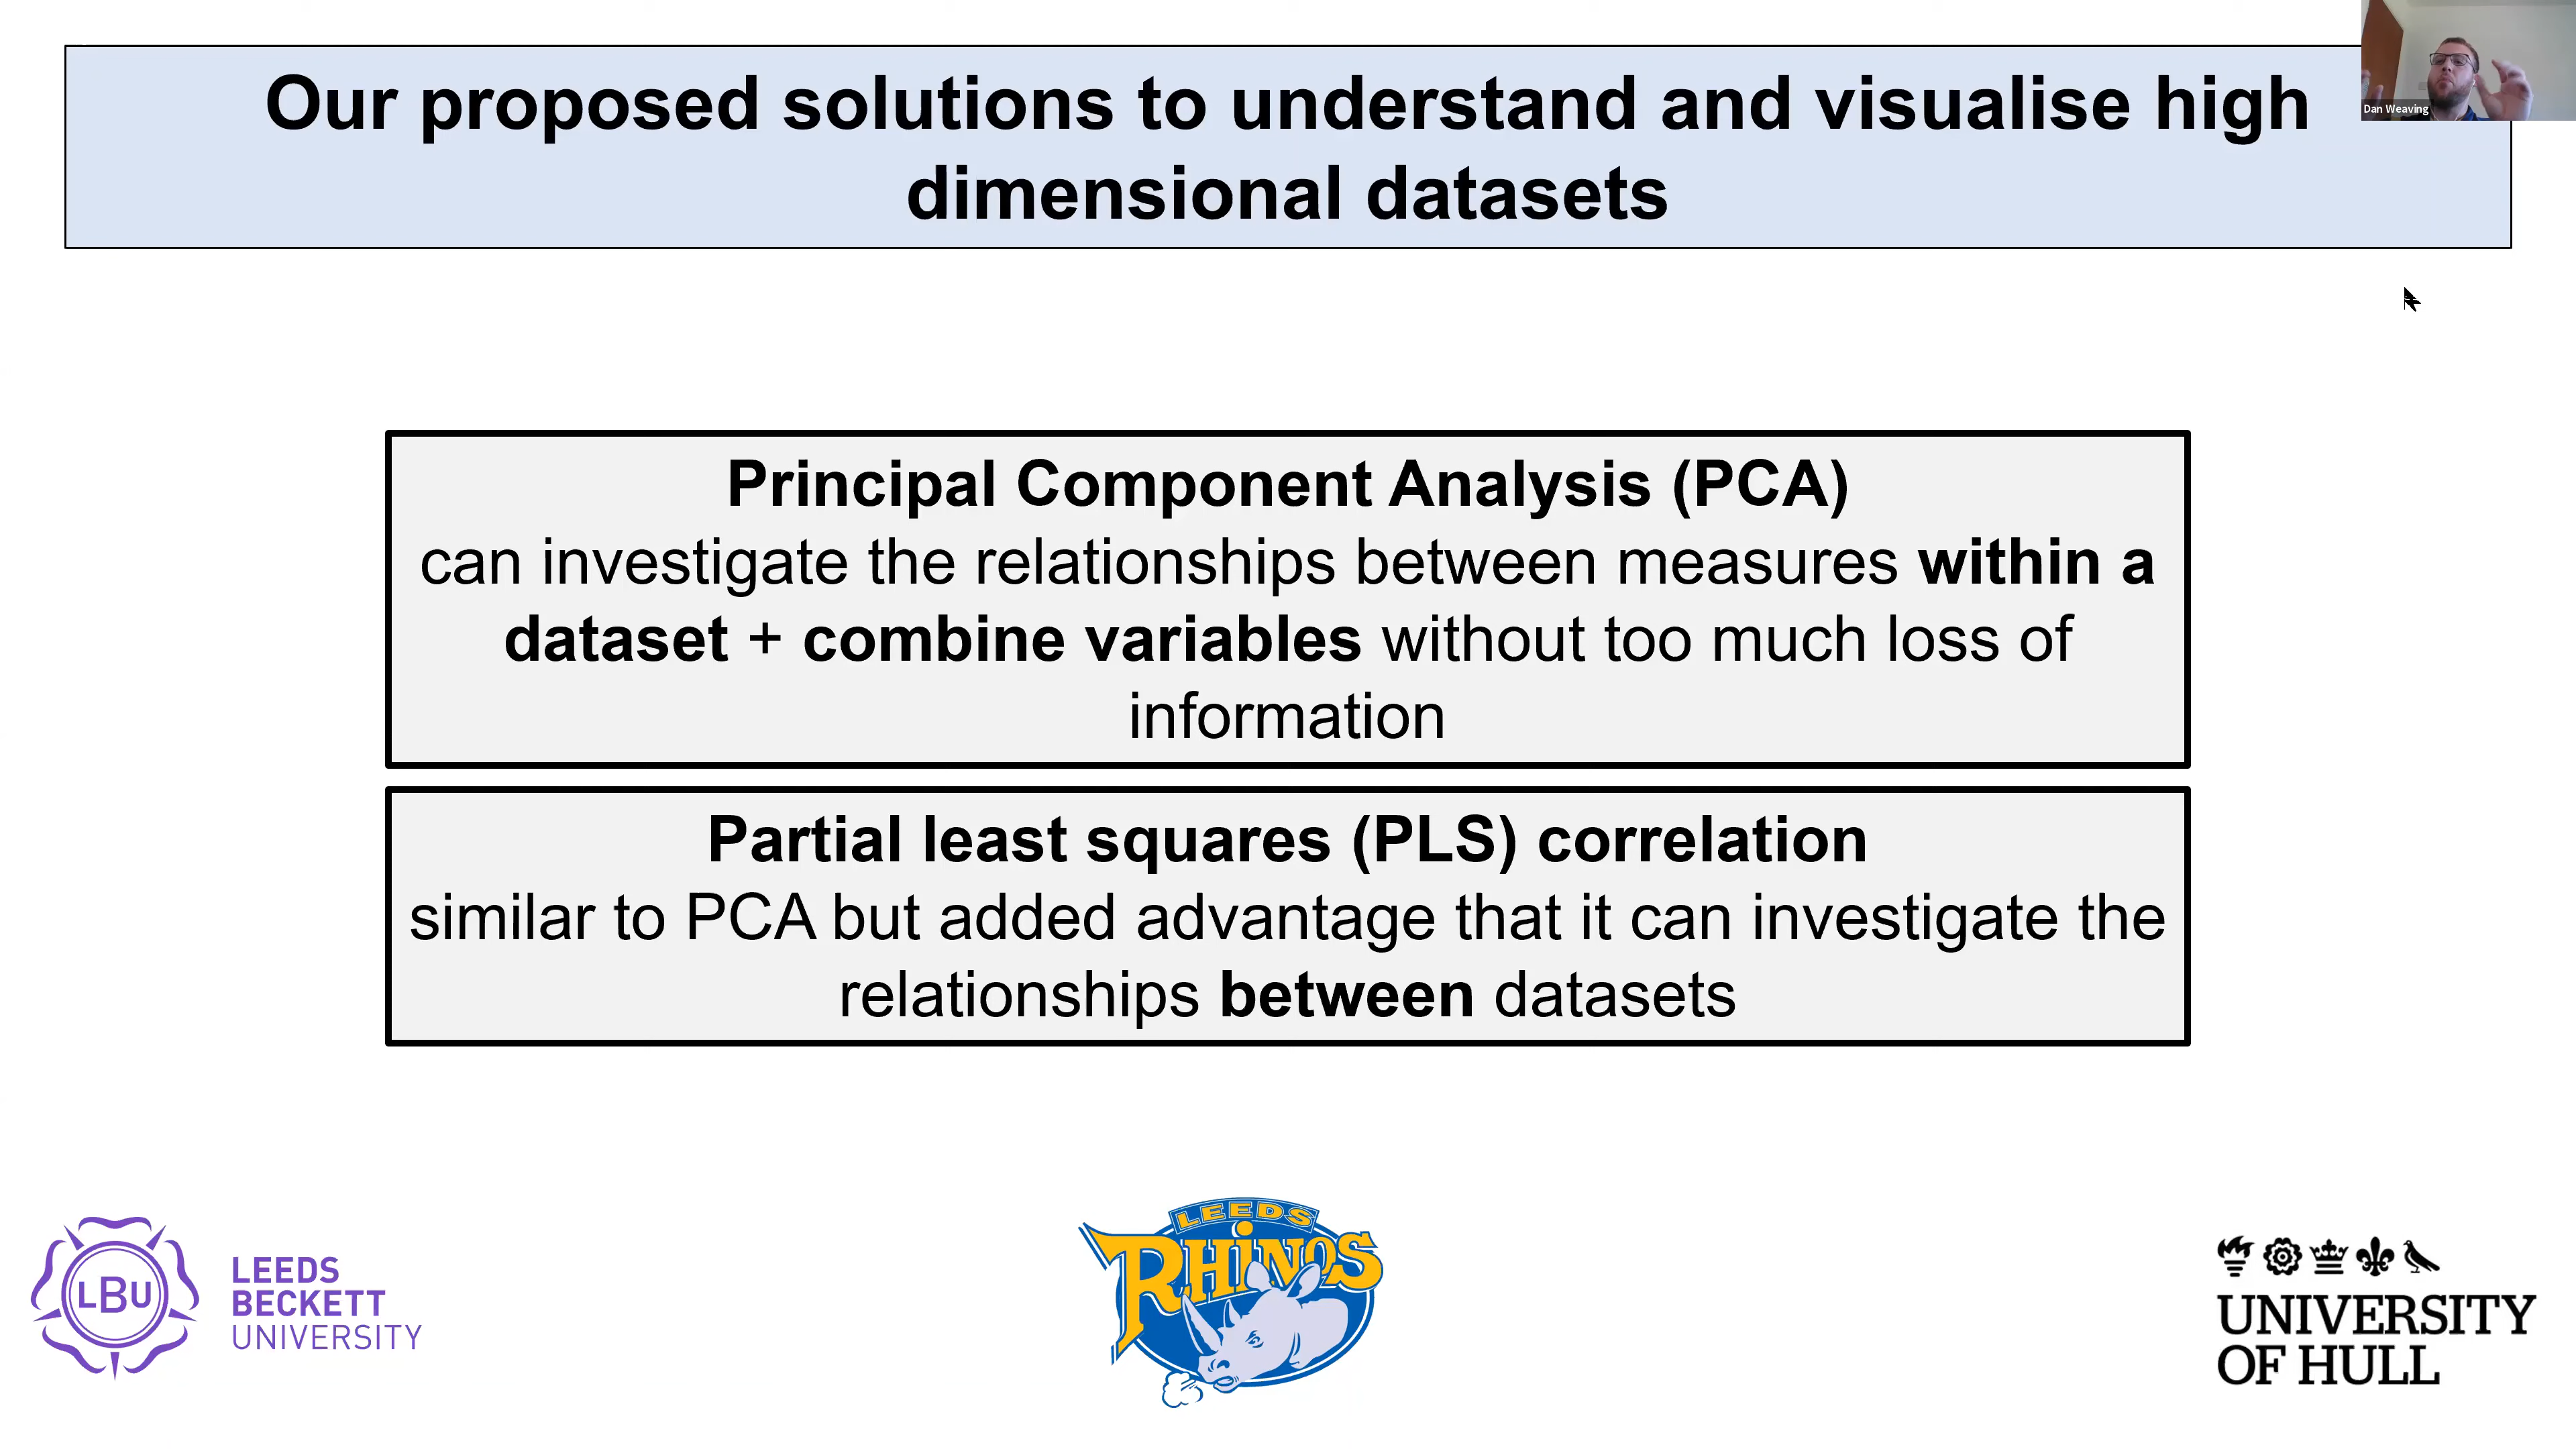 Our proposed solutions to understand and visualise high
dimensional datasets
Dan Weaving
Principal Component Analysis (PCA)
can investigate the relationships between measures within a
dataset + combine variables without too much loss of
information
Partial least squares (PLS) correlation
similar to PCA but added advantage that it can investigate the
relationships between datasets
LBU
LEEDS
BECKETT
UNIVERSITY
LEEDS
RHINOS
UNIVERSITY
OF HULL